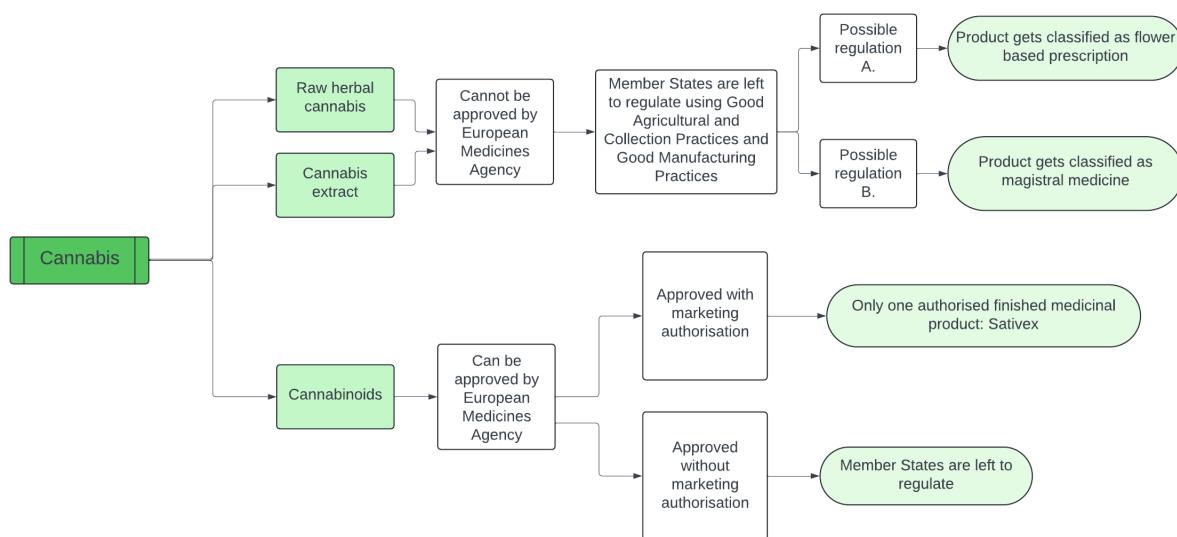 Cannabis
Raw herbal
cannabis
Cannabis
extract
Cannabinoids
Cannot be
approved by
European
Medicines
Agency
Member States are left
to regulate using Good
Agricultural and
Collection Practices and
Good Manufacturing
Practices
Possible
regulation
A.
Product gets classified as flower
based prescription
Possible
regulation
B.
Product gets classified as
magistral medicine
Can be
approved by
European
Medicines
Agency
Approved with
marketing
authorisation
Only one authorised finished medicinal
product: Sativex
Approved
without
marketing
authorisation
Member States are left to
regulate